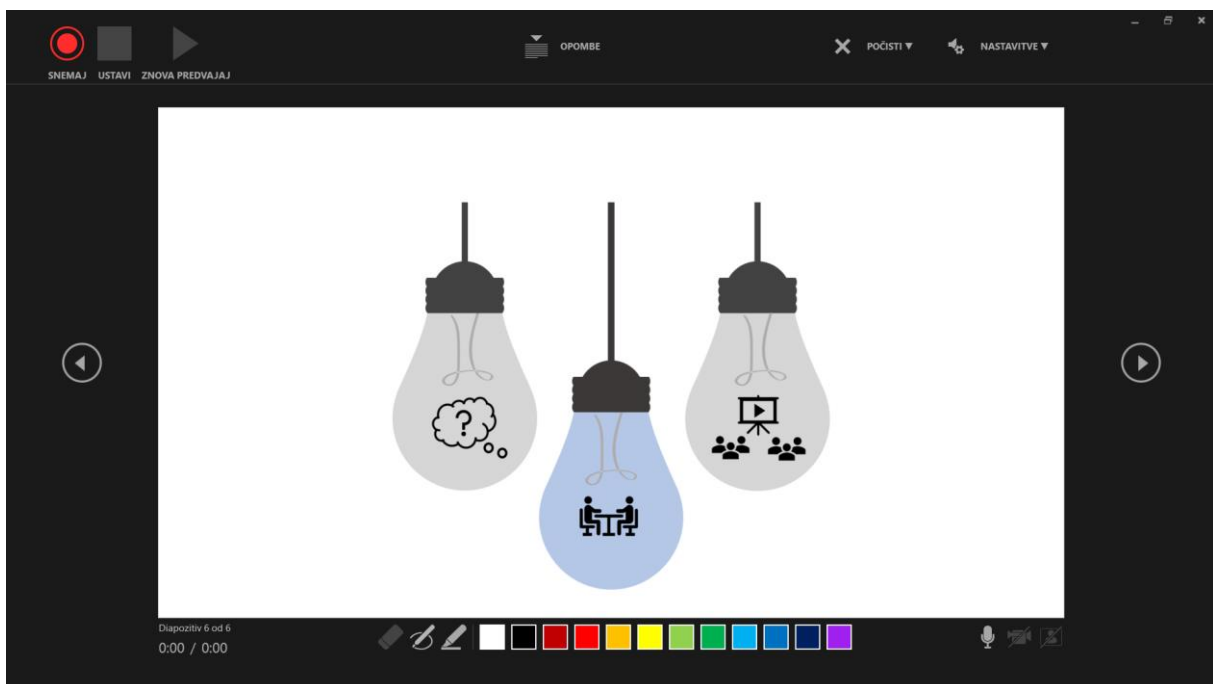 SNEMAJ USTAVI ZNOVA PREDVAJAJ
OPOMBE
POČISTI
NASTAVITVE
?
Diapozitiv 6 od 6
0:00 / 0:00